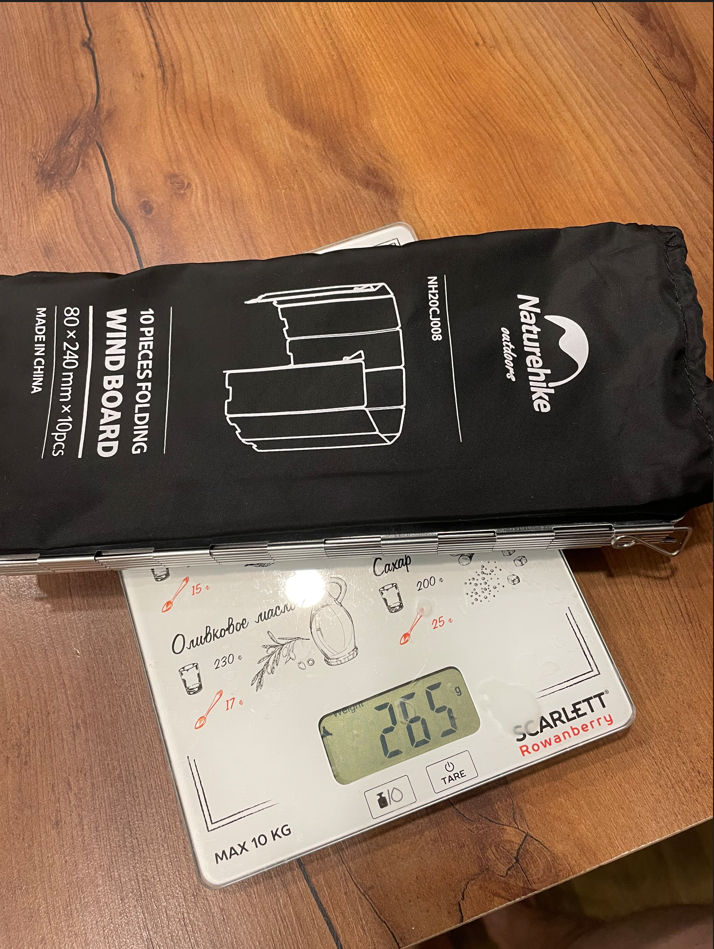 Naturehike
outdoors
NH20CJ008
10 PIECES FOLDING
WIND BOARD
80 × 240 mm × 10pcs
MADE IN CHINA
15 г
Сахар
200 г
25 г
Оливковое масло
230 г
17 г
Weight
265 g
SCARLETT®
Rowanberry
TARE
MAX 10 KG